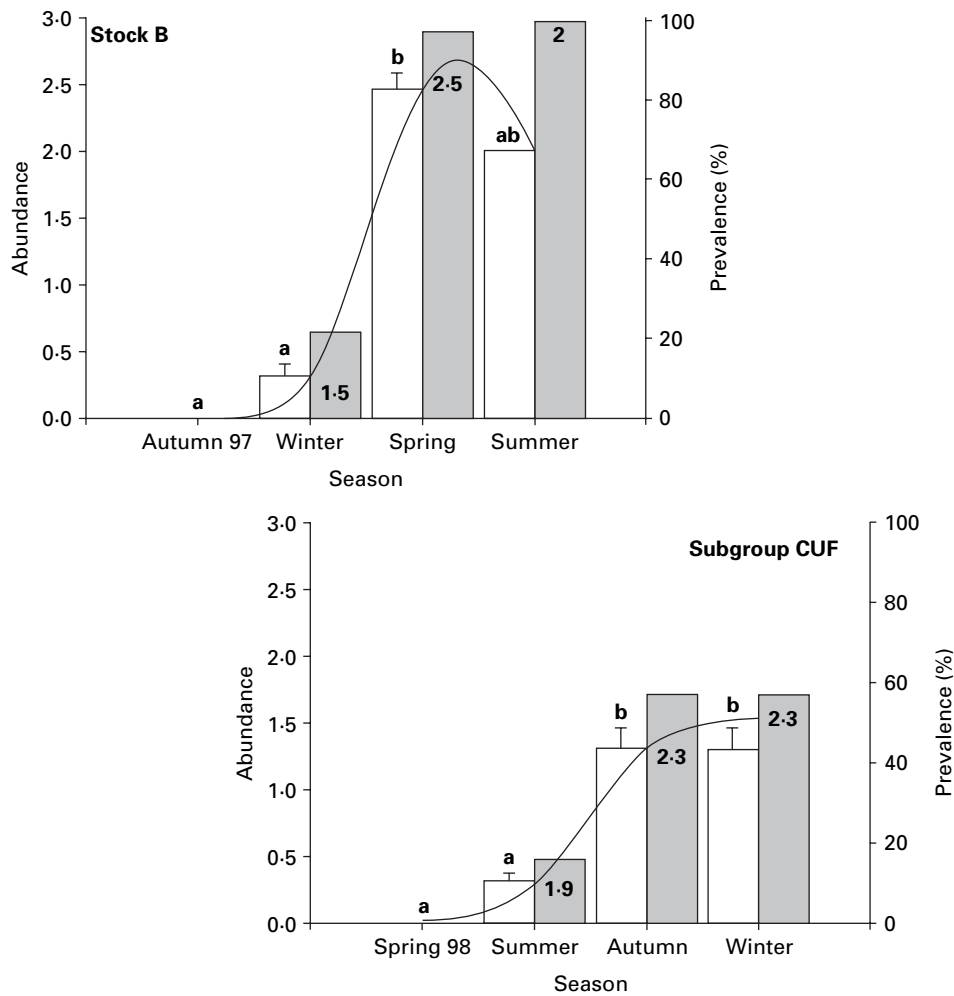 Stock B
3·0
2·5
2·0
1·5
1·0
0·5
0·0
Abundance
100
80
60
40
20
0
Prevalence (%)
a
a
1·5
b
2·5
ab
2
Autumn 97 Winter Spring Summer
Season
Subgroup CUF
3·0
2·5
2·0
1·5
1·0
0·5
0·0
Abundance
100
80
60
40
20
0
Prevalence (%)
a
a
1·9
b
2·3
b
2·3
Spring 98 Summer Autumn Winter
Season